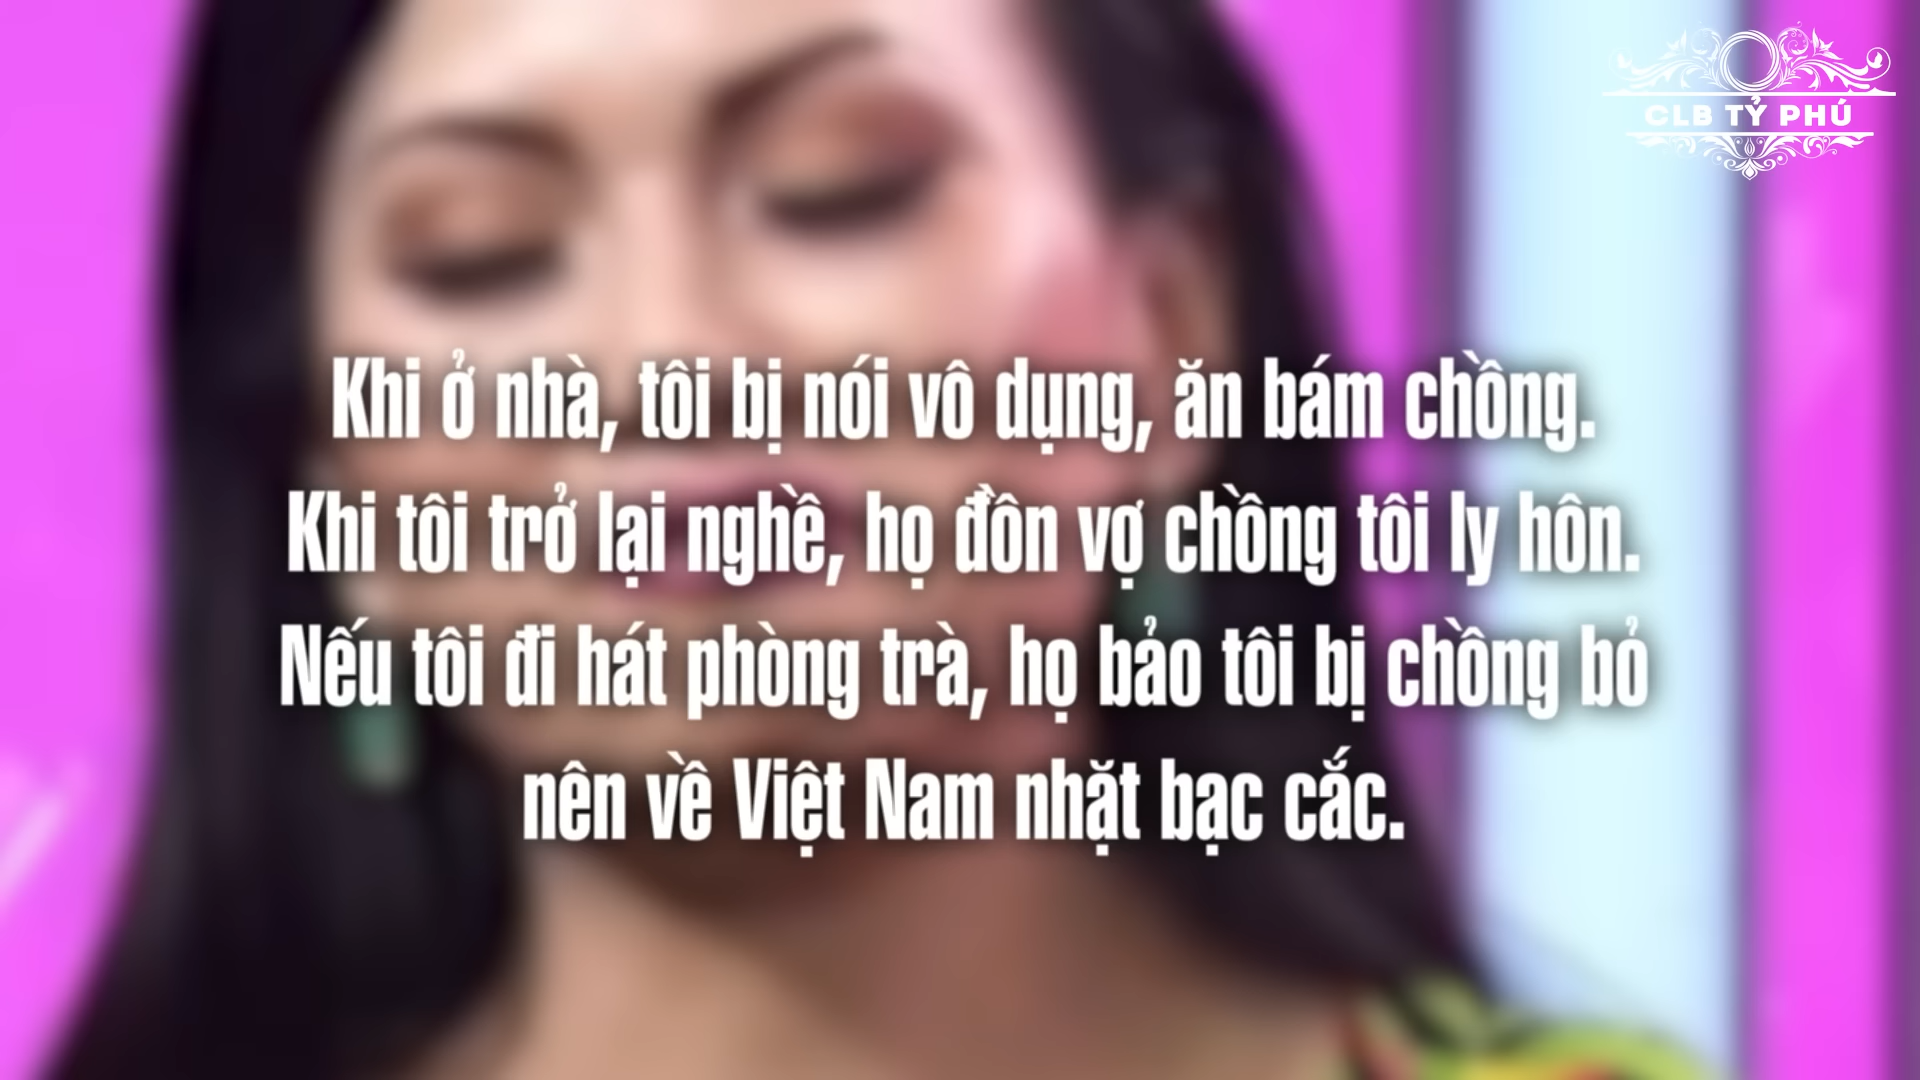 CLB TỶ PHÚ
Khi ở nhà, tôi bị nói vô dụng, ăn bám chồng.
Khi tôi trở lại nghề, họ đồn vợ chồng tôi ly hôn.
Nếu tôi đi hát phòng trà, họ bảo tôi bị chồng bỏ
nên về Việt Nam nhặt bạc cắc.